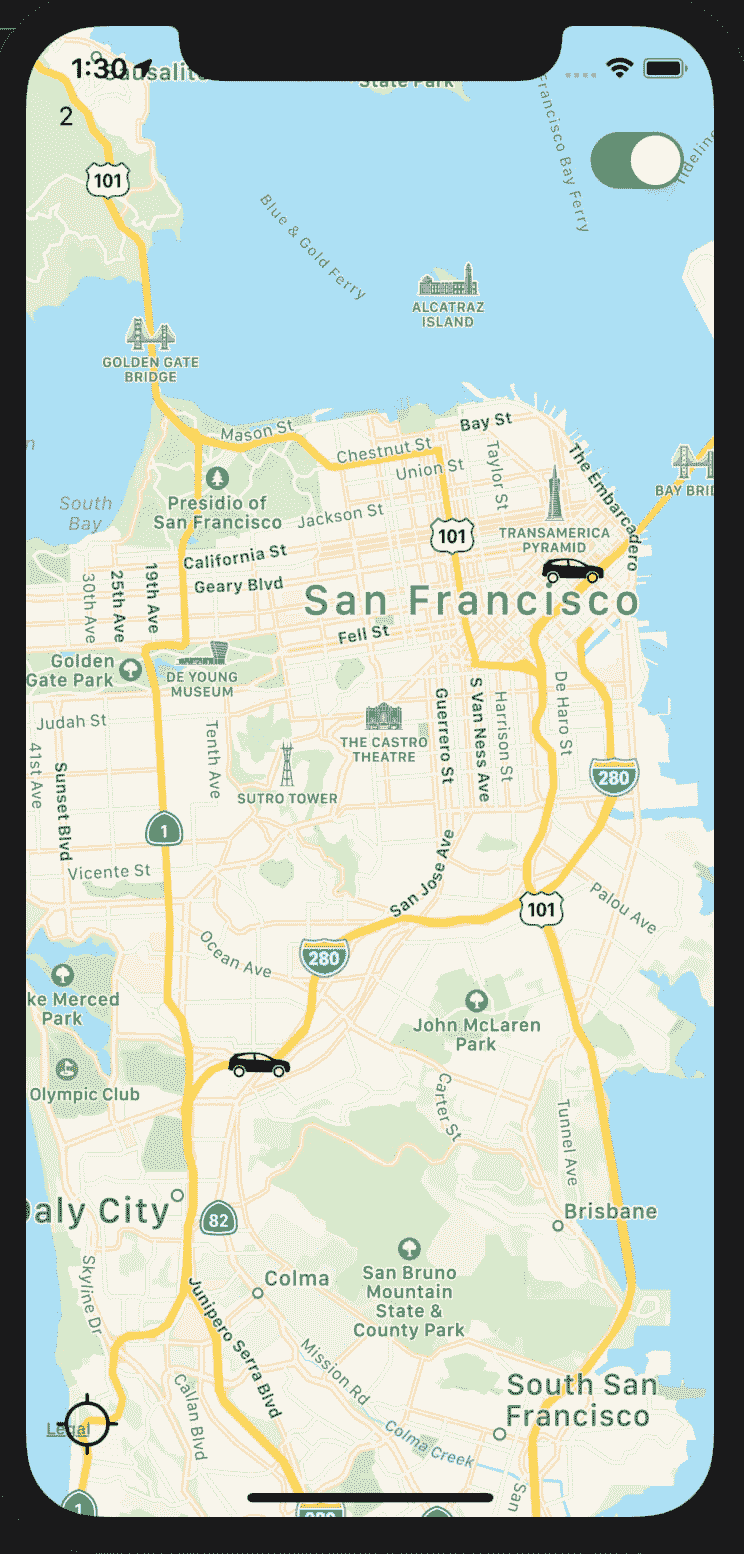 1:30
Sausalito
State Park
2
101
Francisco Bay Ferry
Tideline
Blue & Gold Ferry
ALCATRAZ
ISLAND
GOLDEN GATE
BRIDGE
Mason St
Bay St
Chestnut St
Union St
Taylor St
The Embarcadero
BAY BRID
South
Bay
Presidio of
San Francisco
Jackson St
101
TRANSAMERICA
PYRAMID
California St
Geary Blvd
30th Ave
25th Ave
19th Ave
San Francisco
Fell St
Golden
Gate Park
DE YOUNG
MUSEUM
Judah St
41st Ave
Sunset Blvd
Tenth Ave
THE CASTRO
THEATRE
SUTRO TOWER
Guerrero St
S Van Ness Ave
Harrison St
De Haro St
280
1
Vicente St
San Jose Ave
101
Palou Ave
Ocean Ave
280
ke Merced
Park
John McLaren
Park
Olympic Club
Carter St
Tunnel Ave
Daly City
82
Brisbane
Colma
San Bruno
Mountain
State &
County Park
Skyline Dr
Junipero Serra Blvd
Mission Rd
Callan Blvd
South San
Francisco
Colma Creek
Legal
San
1
280